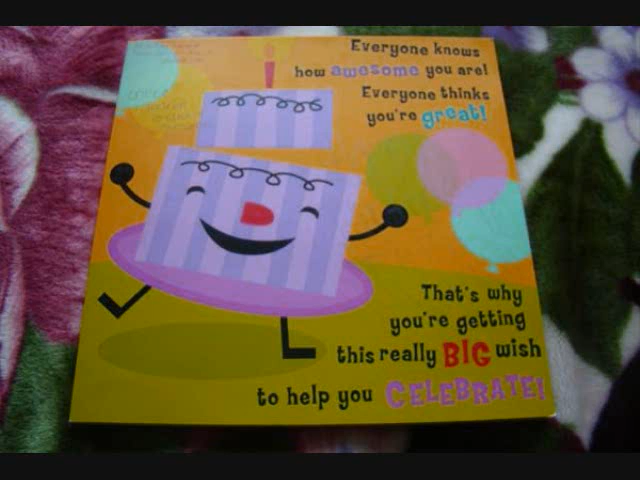 Everyone knows
how awesome you are!
Everyone thinks
you're great!
That's why
you're getting
this really BIG wish
to help you CELEBRATE!